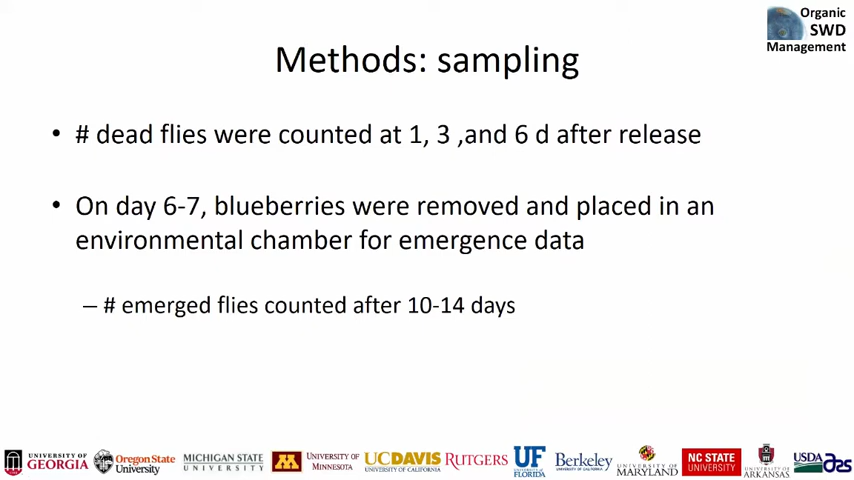 Organic
SWD
Management
Methods: sampling
• # dead flies were counted at 1, 3 ,and 6 d after release
• On day 6-7, blueberries were removed and placed in an
environmental chamber for emergence data
– # emerged flies counted after 10-14 days
UNIVERSITY OF
GEORGIA
Oregon State
University
MICHIGAN STATE
UNIVERSITY
M
UNIVERSITY OF
MINNESOTA
UCDAVIS
UNIVERSITY OF CALIFORNIA
RUTGERS
UF
UNIVERSITY of
FLORIDA
Berkeley
UNIVERSITY OF CALIFORNIA
UNIVERSITY OF
MARYLAND
NC STATE
UNIVERSITY
UNIVERSITY OF
ARKANSAS
USDA
ars